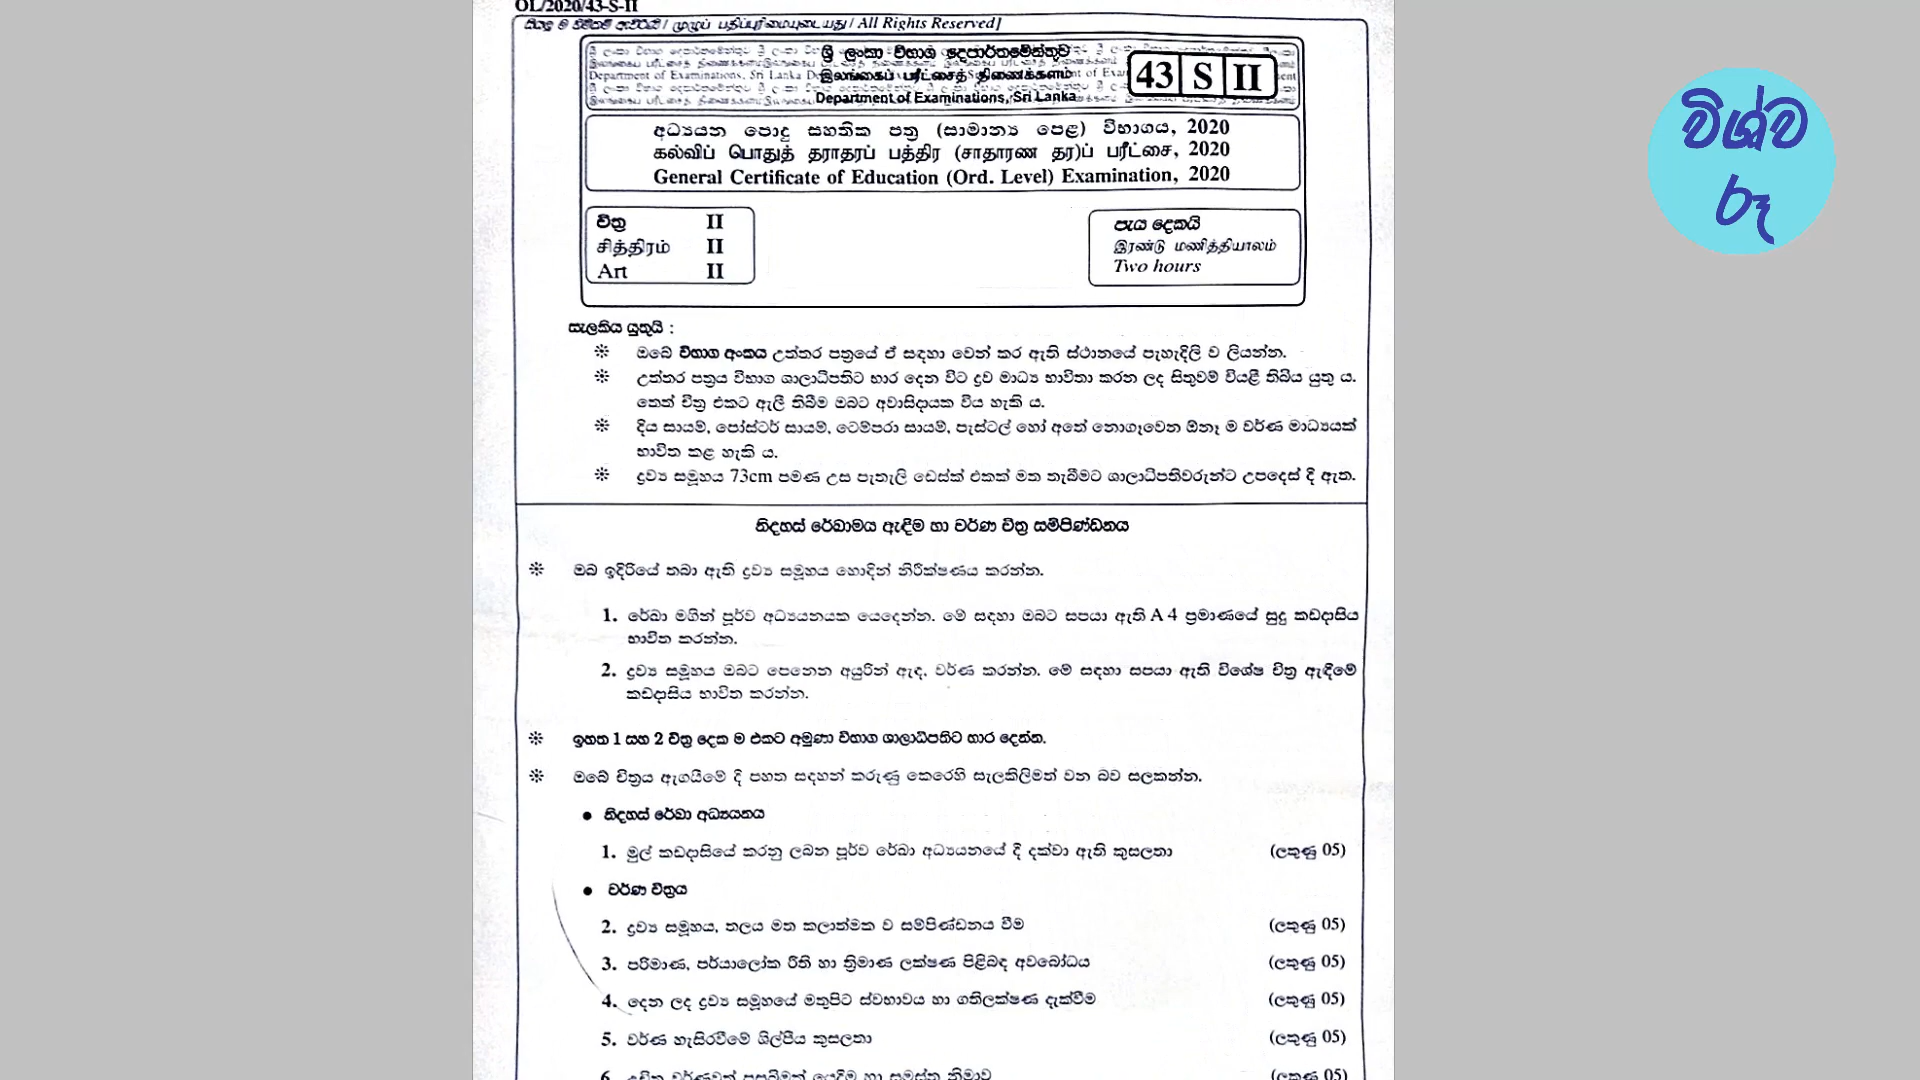 OL/2020/43-S-II
සියලු ම හිමිකම් ඇවිරිණි / முழுப் பதிப்புரிமையுடையது / All Rights Reserved]
ශ්‍රී ලංකා විභාග දෙපාර්තමේන්තුව
இலங்கைப் பரீட்சைத் திணைக்களம்
Department of Examinations, Sri Lanka
43 S II
අධ්‍යයන පොදු සහතික පත්‍ර (සාමාන්‍ය පෙළ) විභාගය, 2020
கல்விப் பொதுத் தராதரப் பத்திர (சாதாரண தர)ப் பரீட்சை, 2020
General Certificate of Education (Ord. Level) Examination, 2020
චිත්‍ර II
சித்திரம் II
Art II
පැය දෙකයි
இரண்டு மணித்தியாலம்
Two hours
විශ්ව
රූ
සැලකිය යුතුයි :
※ ඔබේ විභාග අංකය උත්තර පත්‍රයේ ඒ සඳහා වෙන් කර ඇති ස්ථානයේ පැහැදිලි ව ලියන්න.
※ උත්තර පත්‍රය විභාග ශාලාධිපතිට භාර දෙන විට ද්‍රව මාධ්‍ය භාවිතා කරන ලද සිතුවම් වියළී තිබිය යුතු ය.
තෙත් චිත්‍ර එකට ඇලී තිබීම ඔබට අවාසිදායක විය හැකි ය.
※ දිය සායම්, පෝස්ටර් සායම්, ටෙම්පරා සායම්, පැස්ටල් හෝ අතේ නොගෑවෙන ඕනෑ ම වර්ණ මාධ්‍යයක්
භාවිත කළ හැකි ය.
※ ද්‍රව්‍ය සමූහය 73cm පමණ උස පැතැලි ඩෙස්ක් එකක් මත තැබීමට ශාලාධිපතිවරුන්ට උපදෙස් දී ඇත.
නිදහස් රේඛාමය ඇඳීම හා වර්ණ චිත්‍ර සම්පිණ්ඩනය
※ ඔබ ඉදිරියේ තබා ඇති ද්‍රව්‍ය සමූහය හොඳින් නිරීක්ෂණය කරන්න.
1. රේඛා මගින් පූර්ව අධ්‍යයනයක යෙදෙන්න. මේ සඳහා ඔබට සපයා ඇති A 4 ප්‍රමාණයේ සුදු කඩදාසිය
භාවිත කරන්න.
2. ද්‍රව්‍ය සමූහය ඔබට පෙනෙන අයුරින් ඇඳ, වර්ණ කරන්න. මේ සඳහා සපයා ඇති විශේෂ චිත්‍ර ඇඳීමේ
කඩදාසිය භාවිත කරන්න.
※ ඉහත 1 සහ 2 චිත්‍ර දෙක ම එකට අමුණා විභාග ශාලාධිපතිට භාර දෙන්න.
※ ඔබේ චිත්‍රය ඇගයීමේ දී පහත සඳහන් කරුණු කෙරෙහි සැලකිලිමත් වන බව සලකන්න.
● නිදහස් රේඛා අධ්‍යයනය
1. මුල් කඩදාසියේ කරනු ලබන පූර්ව රේඛා අධ්‍යයනයේ දී දක්වා ඇති කුසලතා (ලකුණු 05)
● වර්ණ චිත්‍රය
2. ද්‍රව්‍ය සමූහය, තලය මත කලාත්මක ව සම්පිණ්ඩනය වීම (ලකුණු 05)
3. පරිමාණ, පර්යාලෝක රීති හා ත්‍රිමාණ ලක්ෂණ පිළිබඳ අවබෝධය (ලකුණු 05)
4. දෙන ලද ද්‍රව්‍ය සමූහයේ මතුපිට ස්වභාවය හා ගතිලක්ෂණ දැක්වීම (ලකුණු 05)
5. වර්ණ හැසිරවීමේ ශිල්පීය කුසලතා (ලකුණු 05)
6. උචිත වර්ණවත් පසුබිමක් යෙදීම හා සමස්ත නිමාව (ලකුණු 05)